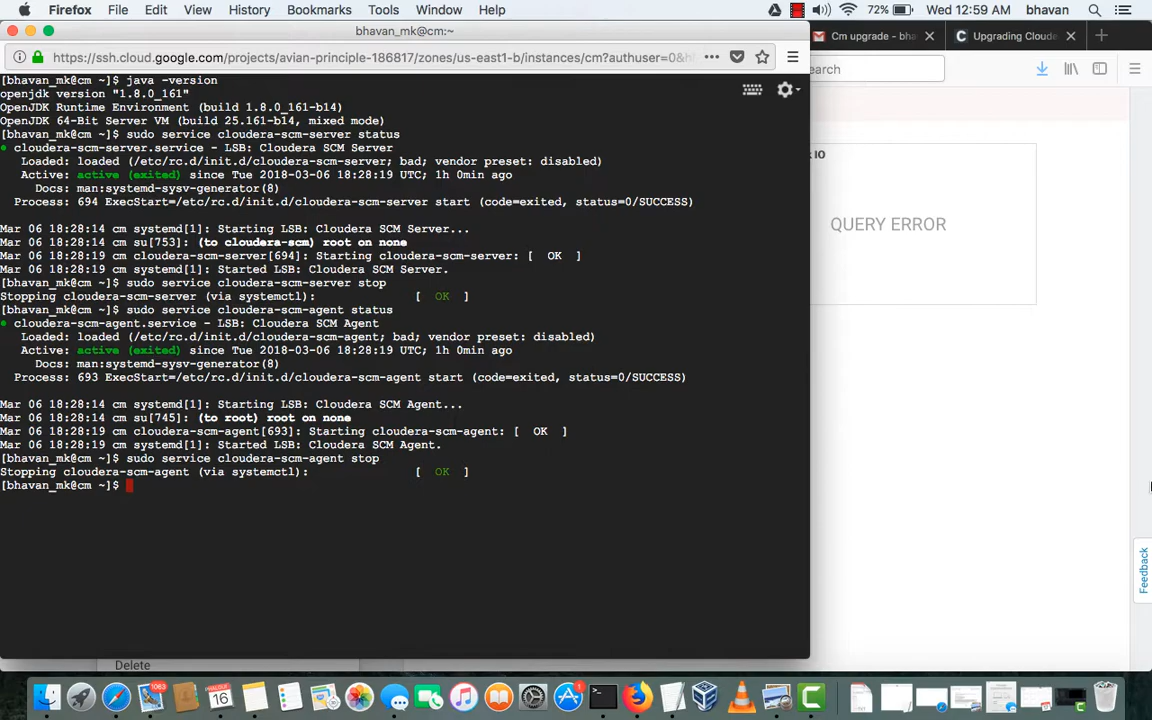 Firefox File Edit View History Bookmarks Tools Window Help 72% Wed 12:59 AM bhavan
bhavan_mk@cm:~
Cm upgrade - bha
Upgrading Cloude
https://ssh.cloud.google.com/projects/avian-principle-186817/zones/us-east1-b/instances/cm?authuser=0&h
earch
[bhavan_mk@cm ~]$ java -version
openjdk version "1.8.0_161"
OpenJDK Runtime Environment (build 1.8.0_161-b14)
OpenJDK 64-Bit Server VM (build 25.161-b14, mixed mode)
[bhavan_mk@cm ~]$ sudo service cloudera-scm-server status
● cloudera-scm-server.service - LSB: Cloudera SCM Server
Loaded: loaded (/etc/rc.d/init.d/cloudera-scm-server; bad; vendor preset: disabled)
Active: active (exited) since Tue 2018-03-06 18:28:19 UTC; 1h 0min ago
Docs: man:systemd-sysv-generator(8)
Process: 694 ExecStart=/etc/rc.d/init.d/cloudera-scm-server start (code=exited, status=0/SUCCESS)
Mar 06 18:28:14 cm systemd[1]: Starting LSB: Cloudera SCM Server...
Mar 06 18:28:14 cm su[753]: (to cloudera-scm) root on none
Mar 06 18:28:19 cm cloudera-scm-server[694]: Starting cloudera-scm-server: [ OK ]
Mar 06 18:28:19 cm systemd[1]: Started LSB: Cloudera SCM Server.
[bhavan_mk@cm ~]$ sudo service cloudera-scm-server stop
Stopping cloudera-scm-server (via systemctl): [ OK ]
[bhavan_mk@cm ~]$ sudo service cloudera-scm-agent status
● cloudera-scm-agent.service - LSB: Cloudera SCM Agent
Loaded: loaded (/etc/rc.d/init.d/cloudera-scm-agent; bad; vendor preset: disabled)
Active: active (exited) since Tue 2018-03-06 18:28:19 UTC; 1h 0min ago
Docs: man:systemd-sysv-generator(8)
Process: 693 ExecStart=/etc/rc.d/init.d/cloudera-scm-agent start (code=exited, status=0/SUCCESS)
Mar 06 18:28:14 cm systemd[1]: Starting LSB: Cloudera SCM Agent...
Mar 06 18:28:14 cm su[745]: (to root) root on none
Mar 06 18:28:19 cm cloudera-scm-agent[693]: Starting cloudera-scm-agent: [ OK ]
Mar 06 18:28:19 cm systemd[1]: Started LSB: Cloudera SCM Agent.
[bhavan_mk@cm ~]$ sudo service cloudera-scm-agent stop
Stopping cloudera-scm-agent (via systemctl): [ OK ]
[bhavan_mk@cm ~]$
IO
QUERY ERROR
Feedback
Delete
1063
16
1